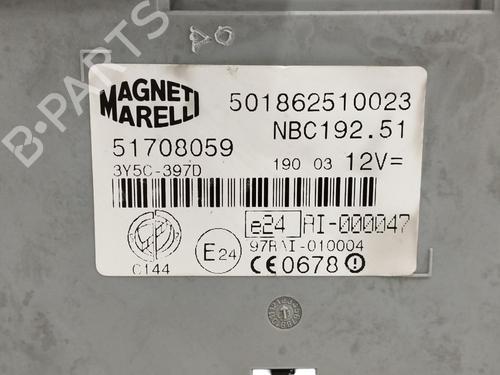 MAGNETI
MARELLI
501862510023
NBC192.51
51708059
3Y5C-397D
190 03 12V=
e24 AI-000047
E24
97RAI-010004
C144
CE0678!
B-PARTS